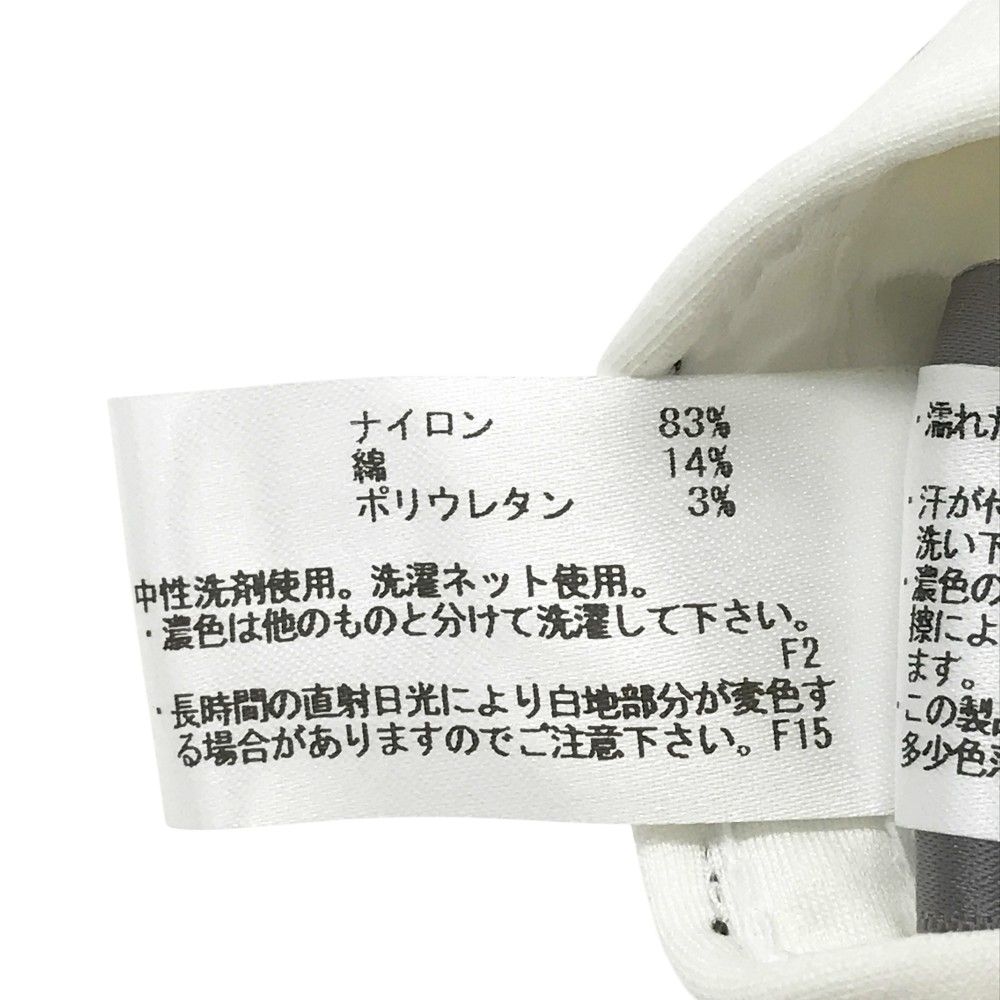 ナイロン 83%
綿 14%
ポリウレタン 3%
中性洗剤使用。洗濯ネット使用。
・濃色は他のものと分けて洗濯して下さい。
F2
・長時間の直射日光により白地部分が変色す
る場合がありますのでご注意下さい。F15
・濡れた
・汗が付
洗い下
・濃色の
擦によ
ます。
この製品
多少色